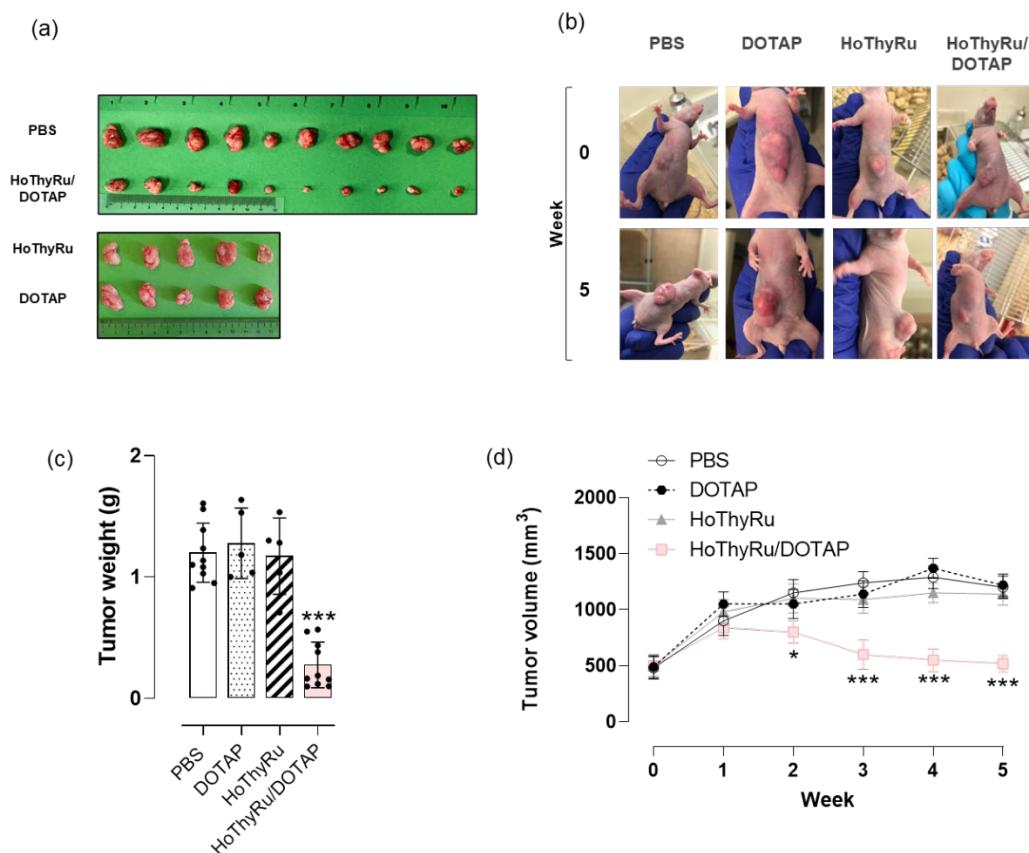 (a)
PBS
HoThyRu/
DOTAP
HoThyRu
DOTAP
(b)
PBS
DOTAP
HoThyRu
HoThyRu/
DOTAP
Week
0
5
(c)
Tumor weight (g)
2
1
0
***
PBS
DOTAP
HoThyRu
HoThyRu/DOTAP
(d)
PBS
DOTAP
HoThyRu
HoThyRu/DOTAP
Tumor volume (mm³)
2000
1500
1000
500
0
*
***
***
***
0 1 2 3 4 5
Week